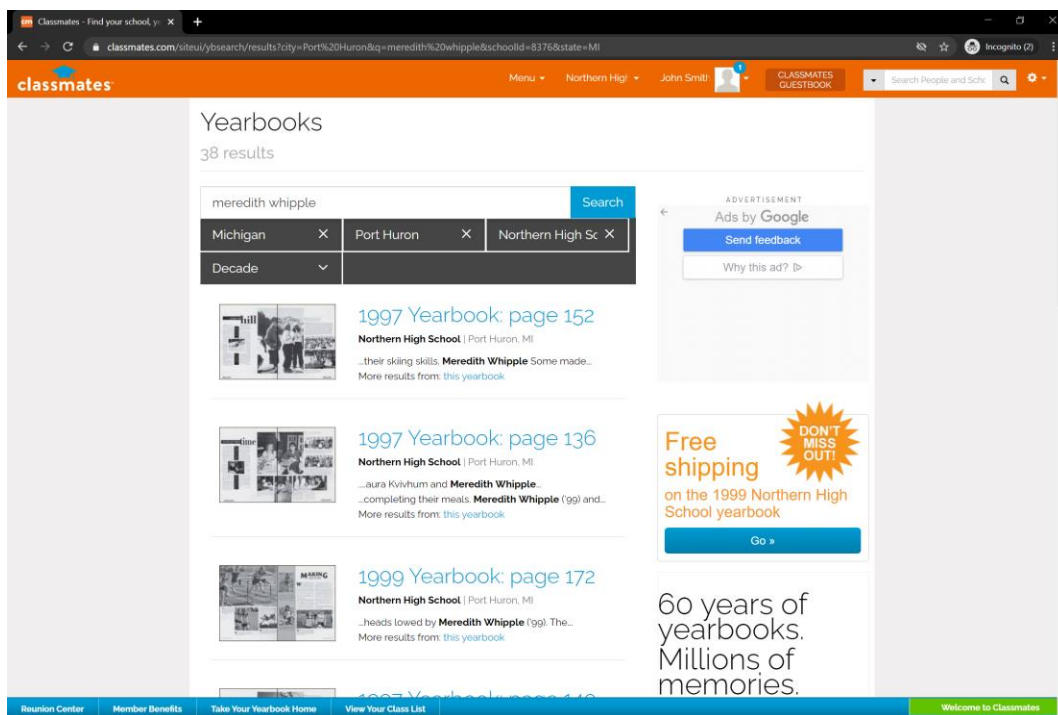 Classmates - Find your school, y
classmates.com/siteui/ybsearch/results?city=Port%20Huron&q=meredith%20whipple&schoolId=8376&state=MI
Incognito (2)
classmates
Menu
Northern Hig
John Smit
1
CLASSMATES
GUESTBOOK
Search People and Sch
Yearbooks
38 results
meredith whipple
Search
Michigan
Port Huron
Northern High Sc
Decade
hill
1997 Yearbook: page 152
Northern High School | Port Huron, MI
...their skiing skills. Meredith Whipple Some made...
More results from: this yearbook
time
1997 Yearbook: page 136
Northern High School | Port Huron, MI
...aura Kvivhum and Meredith Whipple...
...completing their meals. Meredith Whipple ('99) and...
More results from: this yearbook
MAKING
1999 Yearbook: page 172
Northern High School | Port Huron, MI
...heads lowed by Meredith Whipple ('99). The...
More results from: this yearbook
ADVERTISEMENT
Ads by Google
Send feedback
Why this ad?
Free
shipping
on the 1999 Northern High
School yearbook
DON'T
MISS
OUT!
Go »
60 years of
yearbooks.
Millions of
memories.
Reunion Center
Member Benefits
Take Your Yearbook Home
View Your Class List
Welcome to Classmates